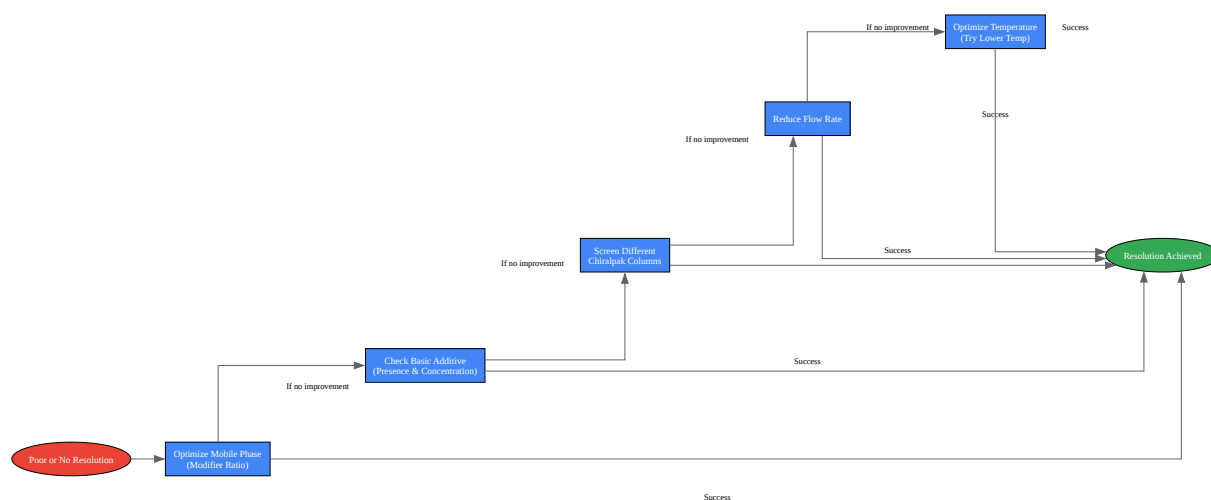 If no improvement
Optimize Temperature
(Try Lower Temp)
Success
Reduce Flow Rate
Success
If no improvement
Screen Different
Chiralpak Columns
If no improvement
Success
Resolution Achieved
Check Basic Additive
(Presence & Concentration)
Success
If no improvement
Poor or No Resolution
Optimize Mobile Phase
(Modifier Ratio)
Success